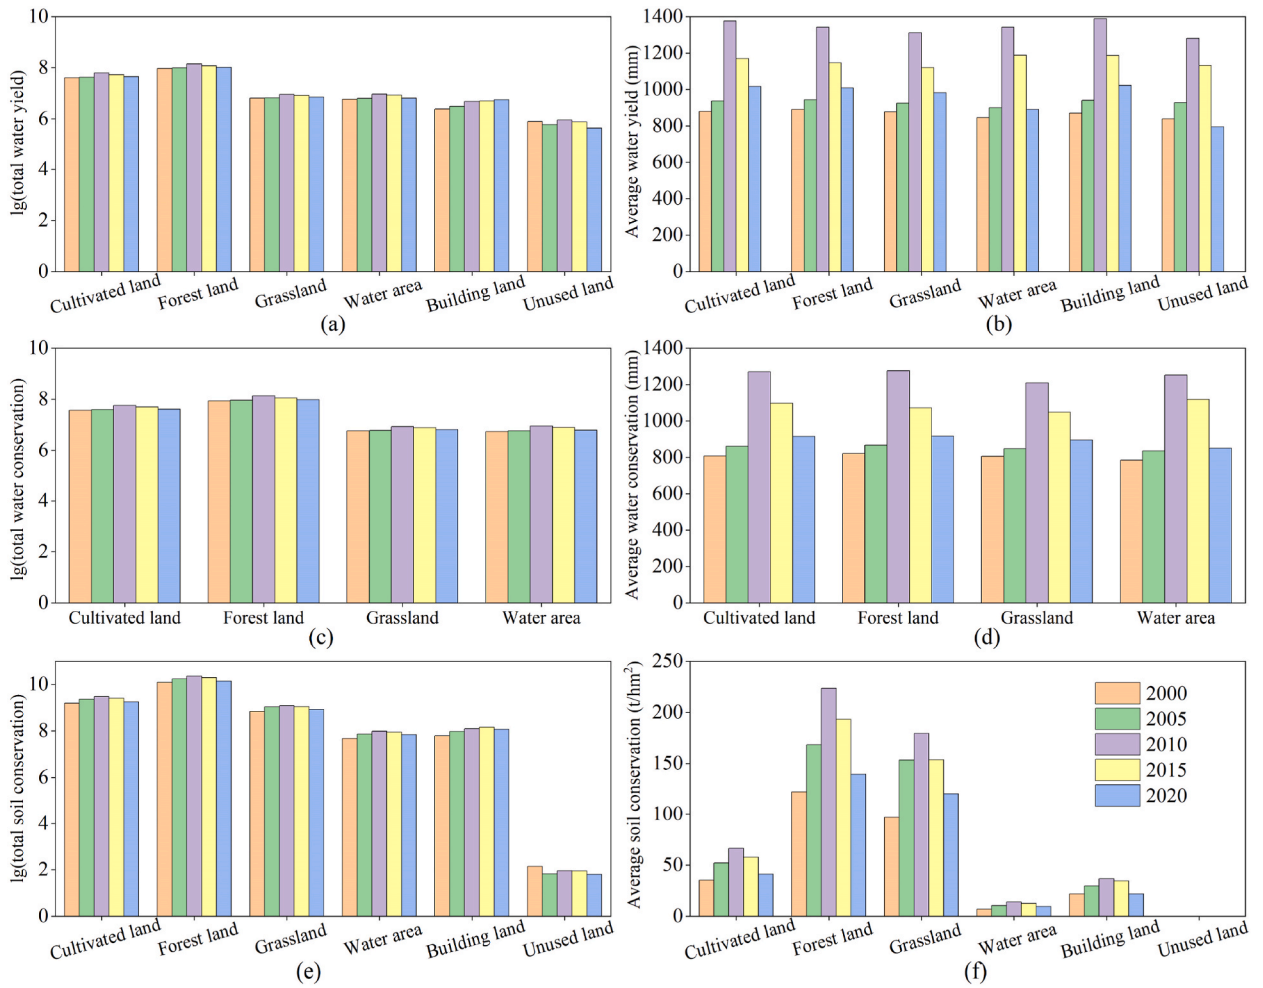 lg(total water yield)
10
8
6
4
2
0
Cultivated land
Forest land
Grassland
Water area
Building land
Unused land
(a)
Average water yield (mm)
1400
1200
1000
800
600
400
200
0
Cultivated land
Forest land
Grassland
Water area
Building land
Unused land
(b)
lg(total water conservation)
10
8
6
4
2
0
Cultivated land
Forest land
Grassland
Water area
(c)
Average water conservation (mm)
1400
1200
1000
800
600
400
200
0
Cultivated land
Forest land
Grassland
Water area
(d)
lg(total soil conservation)
10
8
6
4
2
0
Cultivated land
Forest land
Grassland
Water area
Building land
Unused land
(e)
Average soil conservation (t/hm²)
250
200
150
100
50
0
2000
2005
2010
2015
2020
Cultivated land
Forest land
Grassland
Water area
Building land
Unused land
(f)